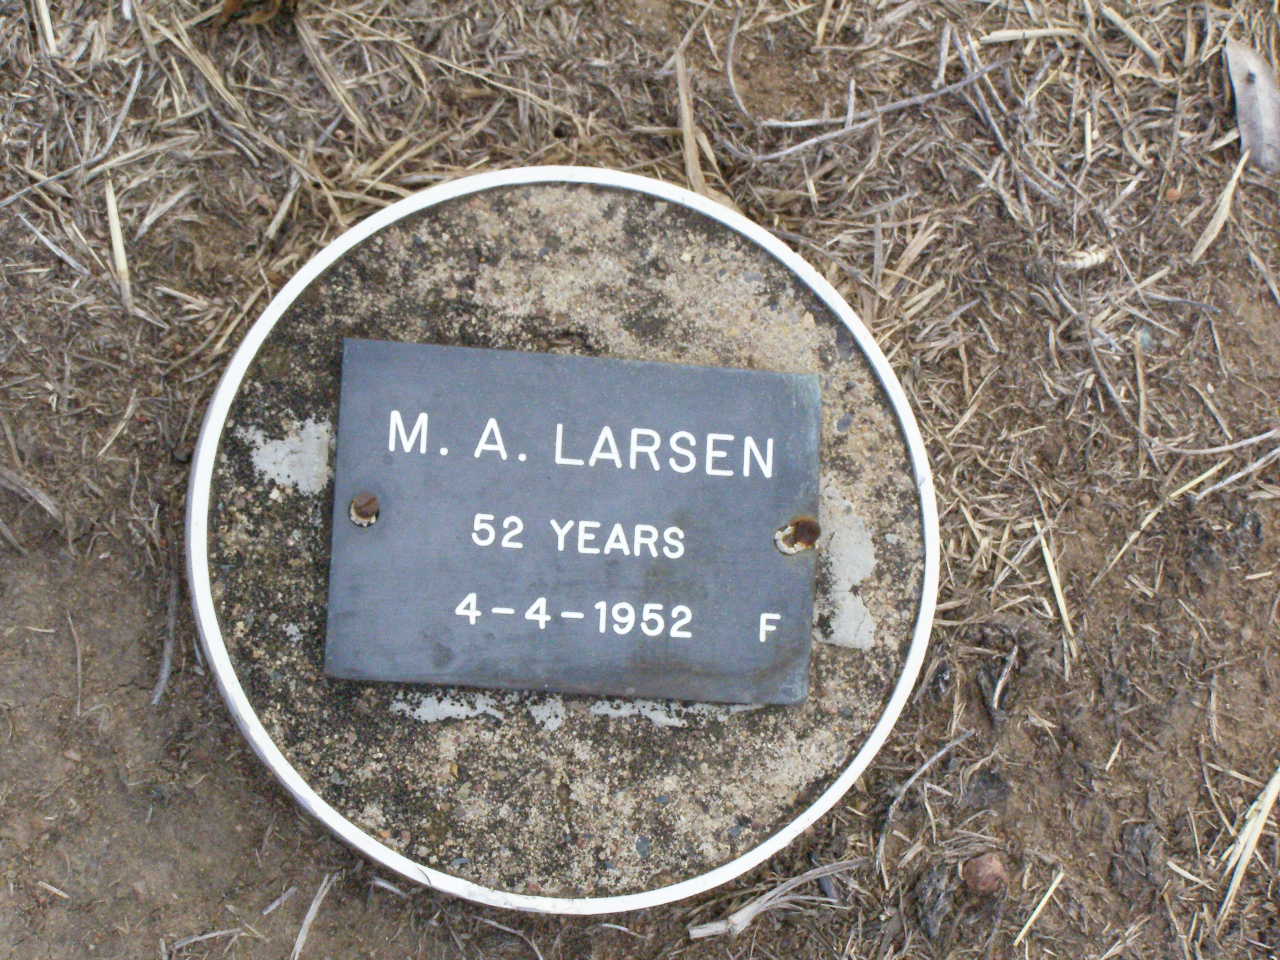 M. A. LARSEN
52 YEARS
4-4-1952 F